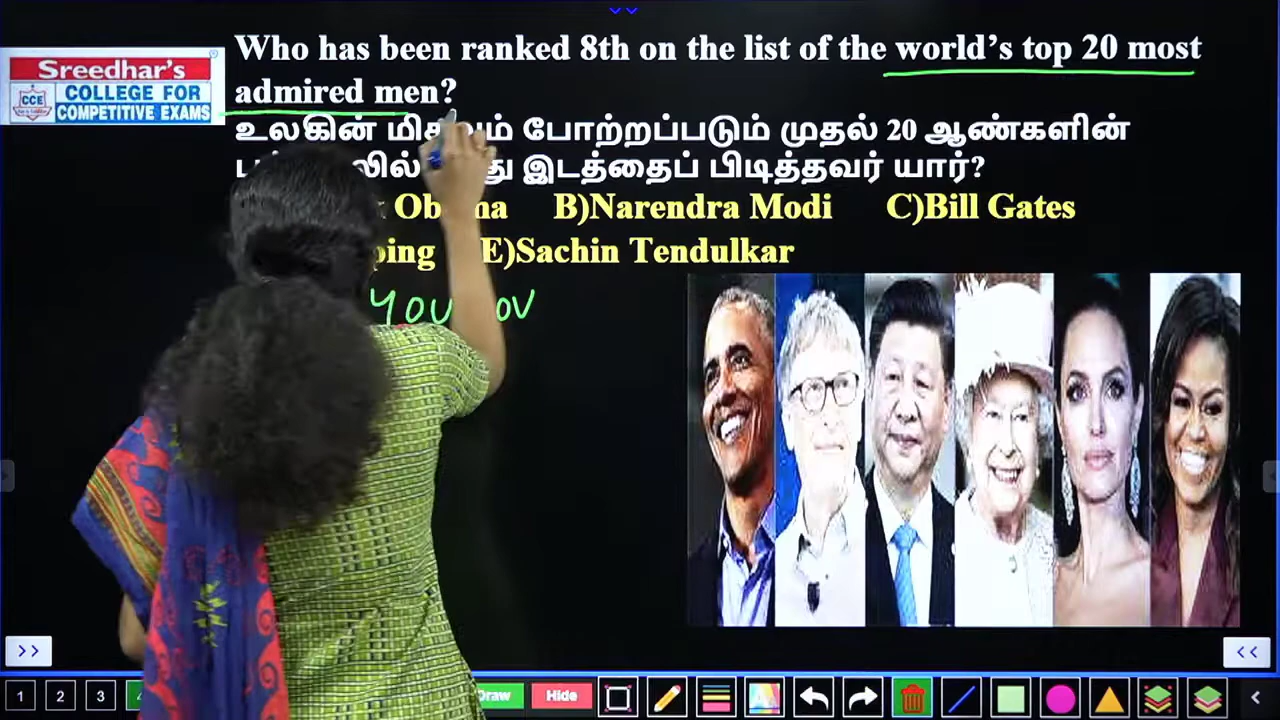 Who has been ranked 8th on the list of the world's top 20 most
admired men?
Sreedhar's
CCE
COLLEGE FOR
COMPETITIVE EXAMS
உலகின் போற்றப்படும் முதல் 20 ஆண்களின்
இடத்தைப் பிடித்தவர் யார்?
B)Narendra Modi C)Bill Gates
E)Sachin Tendulkar
>>
<<
1 2 3
Draw Hide